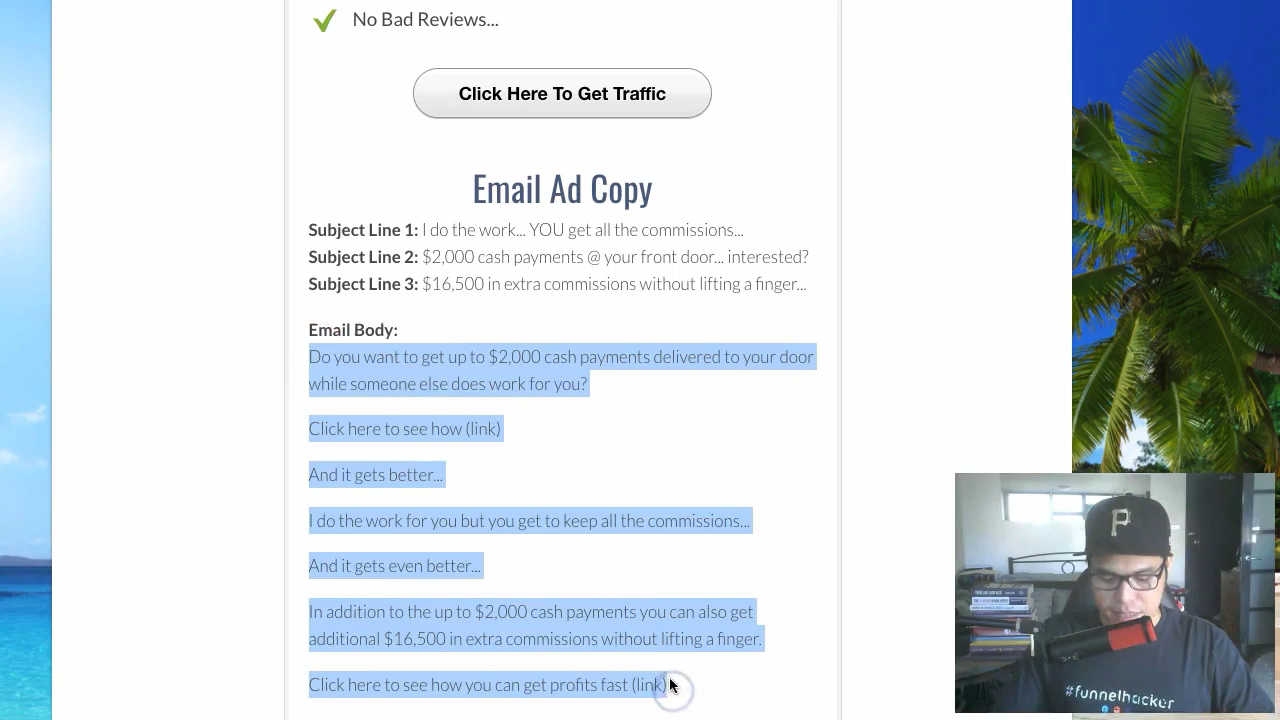 No Bad Reviews...
Click Here To Get Traffic
Email Ad Copy
Subject Line 1: I do the work... YOU get all the commissions...
Subject Line 2: $2,000 cash payments @ your front door... interested?
Subject Line 3: $16,500 in extra commissions without lifting a finger...
Email Body:
Do you want to get up to $2,000 cash payments delivered to your door
while someone else does work for you?
Click here to see how (link)
And it gets better...
I do the work for you but you get to keep all the commissions...
And it gets even better...
In addition to the up to $2,000 cash payments you can also get
additional $16,500 in extra commissions without lifting a finger.
Click here to see how you can get profits fast (link)
P
#funnelhacker